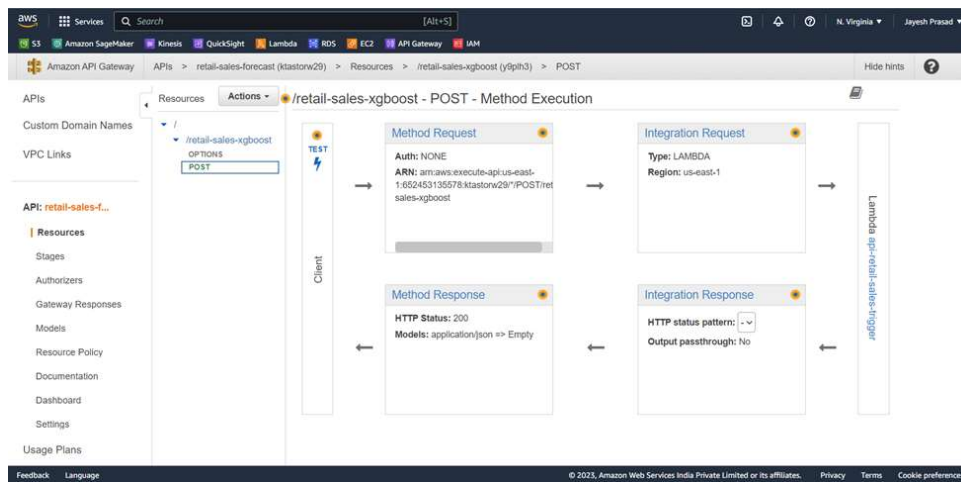 aws Services Search [Alt+S] N. Virginia Jayesh Prasad
S3 Amazon SageMaker Kinesis QuickSight Lambda RDS EC2 API Gateway IAM
Amazon API Gateway APIs > retail-sales-forecast (ktastorw29) > Resources > /retail-sales-xgboost (y9plh3) > POST Hide hints
APIs
Custom Domain Names
VPC Links
API: retail-sales-f...
Resources
Stages
Authorizers
Gateway Responses
Models
Resource Policy
Documentation
Dashboard
Settings
Usage Plans
Resources Actions
/
/retail-sales-xgboost
OPTIONS
POST
/retail-sales-xgboost - POST - Method Execution
TEST
Client
Method Request
Auth: NONE
ARN: arn:aws:execute-api:us-east-
1:652453135578:ktastorw29/*/POST/ret
sales-xgboost
Integration Request
Type: LAMBDA
Region: us-east-1
Lambda api-retail-sales-trigger
Method Response
HTTP Status: 200
Models: application/json => Empty
Integration Response
HTTP status pattern: -
Output passthrough: No
Feedback Language © 2023, Amazon Web Services India Private Limited or its affiliates. Privacy Terms Cookie preference